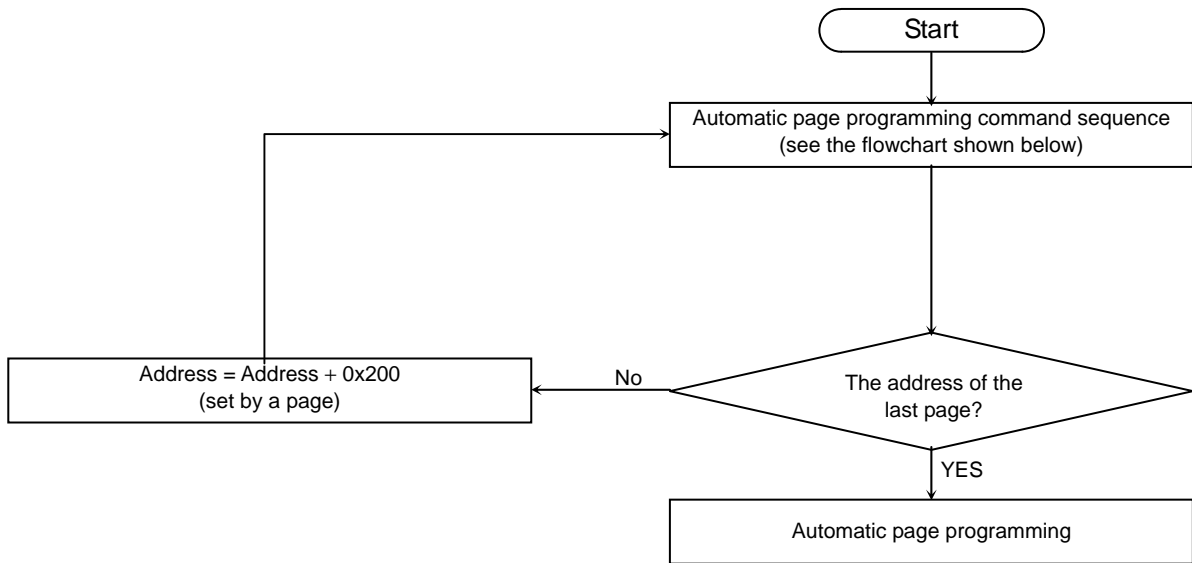 Start
Automatic page programming command sequence
(see the flowchart shown below)
Address = Address + 0x200
(set by a page)
No
The address of the
last page?
YES
Automatic page programming